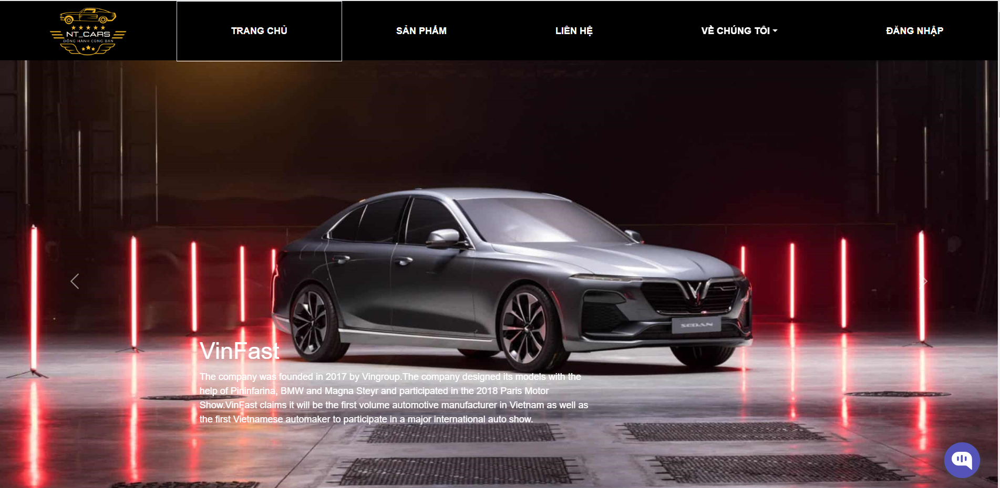 NT_CARS
ĐỒNG HÀNH CÙNG BẠN
TRANG CHỦ
SẢN PHẨM
LIÊN HỆ
VỀ CHÚNG TÔI
ĐĂNG NHẬP
SEDAN
VinFast
The company was founded in 2017 by Vingroup.The company designed its models with the
help of Pininfarina, BMW and Magna Steyr and participated in the 2018 Paris Motor
Show.VinFast claims it will be the first volume automotive manufacturer in Vietnam as well as
the first Vietnamese automaker to participate in a major international auto show.